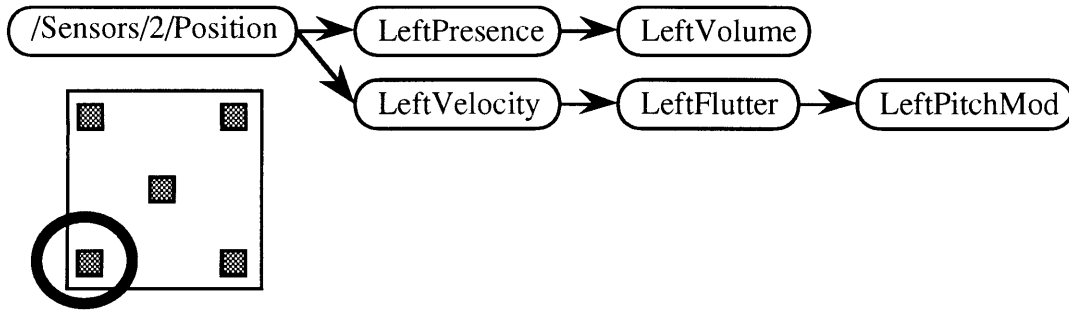 /Sensors/2/Position
LeftPresence
LeftVolume
LeftVelocity
LeftFlutter
LeftPitchMod